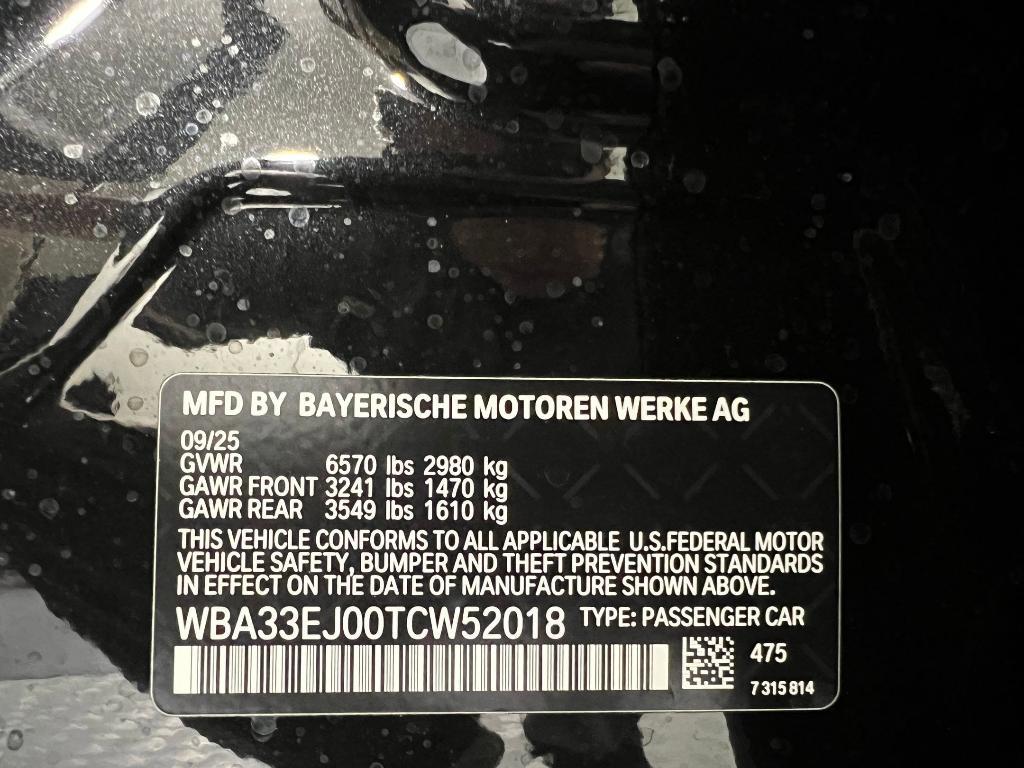 MFD BY BAYERISCHE MOTOREN WERKE AG
09/25
GVWR 6570 lbs 2980 kg
GAWR FRONT 3241 lbs 1470 kg
GAWR REAR 3549 lbs 1610 kg
THIS VEHICLE CONFORMS TO ALL APPLICABLE U.S.FEDERAL MOTOR
VEHICLE SAFETY, BUMPER AND THEFT PREVENTION STANDARDS
IN EFFECT ON THE DATE OF MANUFACTURE SHOWN ABOVE.
WBA33EJ00TCW52018 TYPE: PASSENGER CAR
475
7 315 814